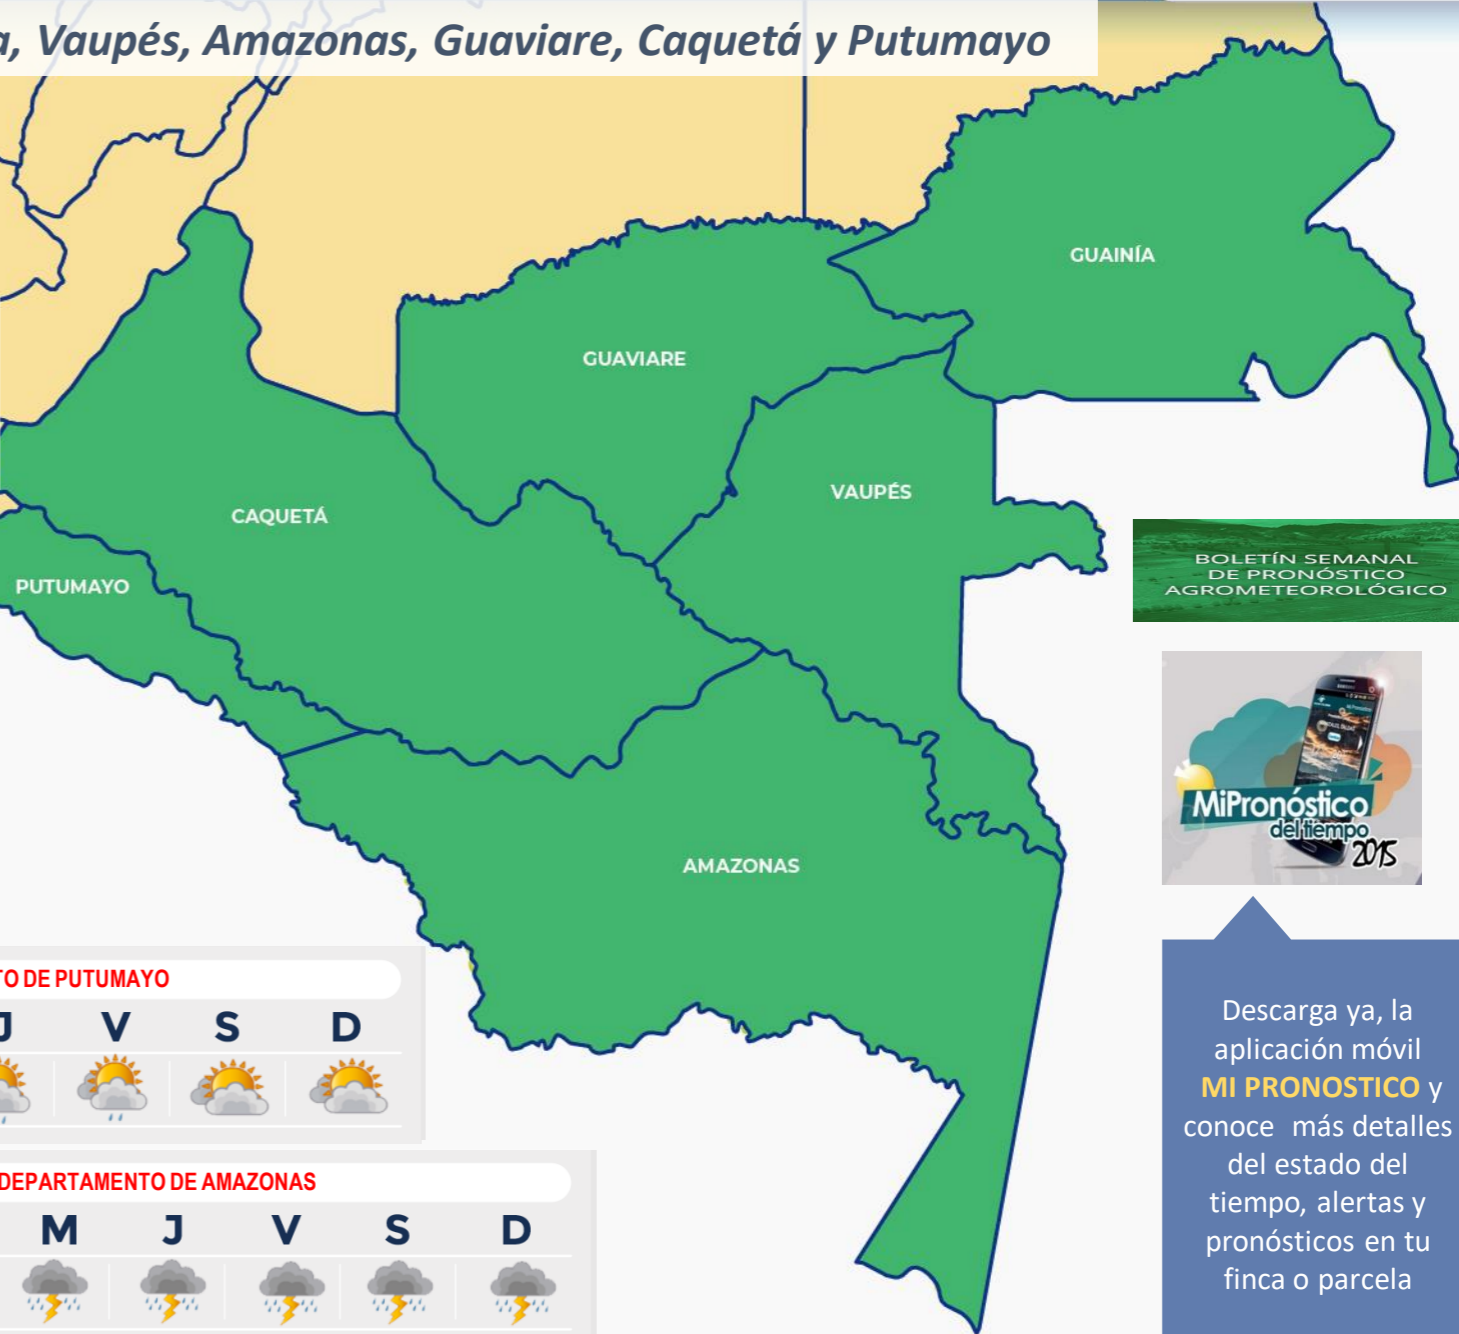 a, Vaupés, Amazonas, Guaviare, Caquetá y Putumayo
GUAINÍA
GUAVIARE
VAUPÉS
CAQUETÁ
PUTUMAYO
AMAZONAS
BOLETÍN SEMANAL
DE PRONÓSTICO
AGROMETEOROLÓGICO
MiPronóstico
del tiempo
2015
Descarga ya, la
aplicación móvil
MI PRONOSTICO y
conoce más detalles
del estado del
tiempo, alertas y
pronósticos en tu
finca o parcela
TO DE PUTUMAYO
J V S D
DEPARTAMENTO DE AMAZONAS
M J V S D